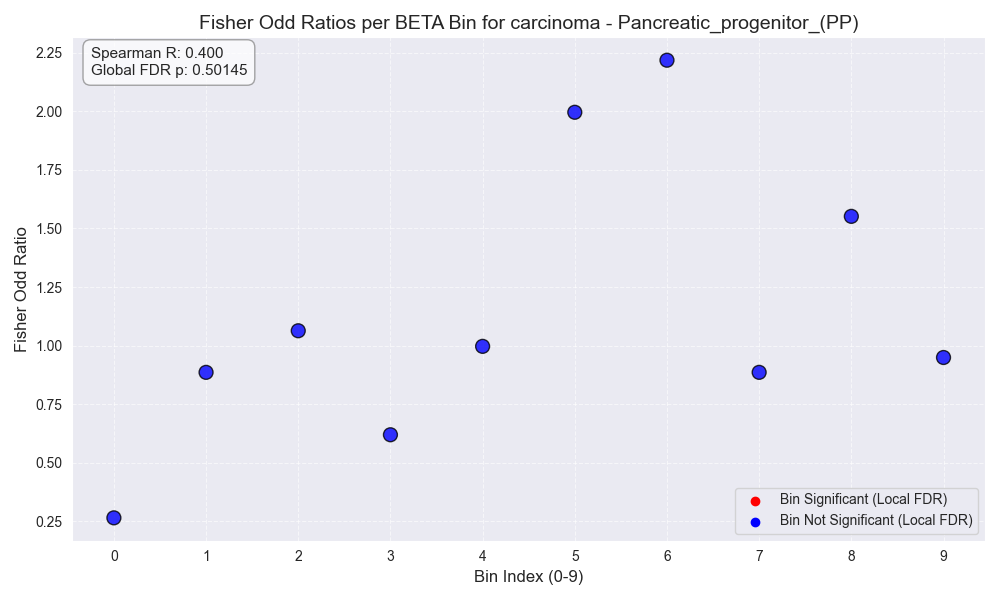 Fisher Odd Ratios per BETA Bin for carcinoma - Pancreatic_progenitor_(PP)
Spearman R: 0.400
Global FDR p: 0.50145
Fisher Odd Ratio
2.25
2.00
1.75
1.50
1.25
1.00
0.75
0.50
0.25
Bin Significant (Local FDR)
Bin Not Significant (Local FDR)
0 1 2 3 4 5 6 7 8 9
Bin Index (0-9)